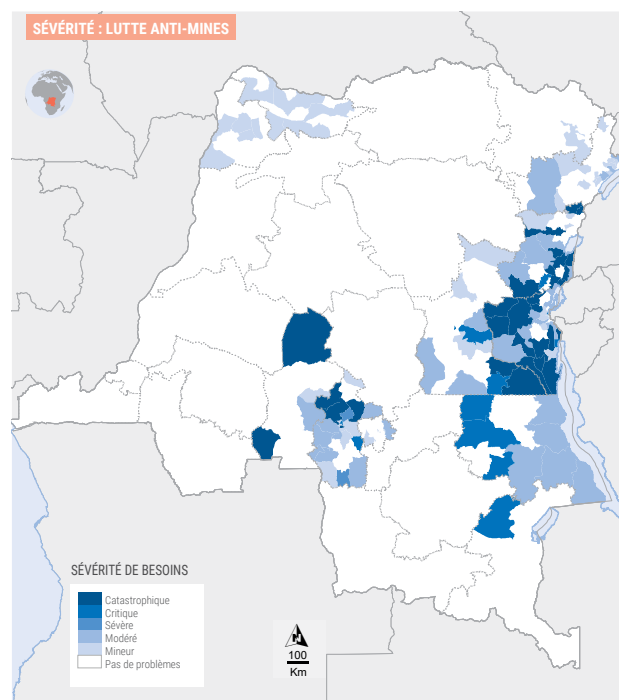 SÉVÉRITÉ : LUTTE ANTI-MINES
SÉVÉRITÉ DE BESOINS
Catastrophique
Critique
Sévère
Modéré
Mineur
Pas de problèmes
N
100
Km